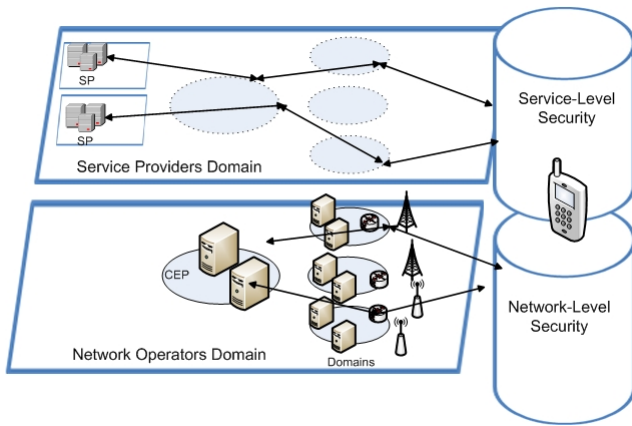 SP
SP
Service Providers Domain
Service-Level
Security
CEP
Network Operators Domain
Domains
Network-Level
Security